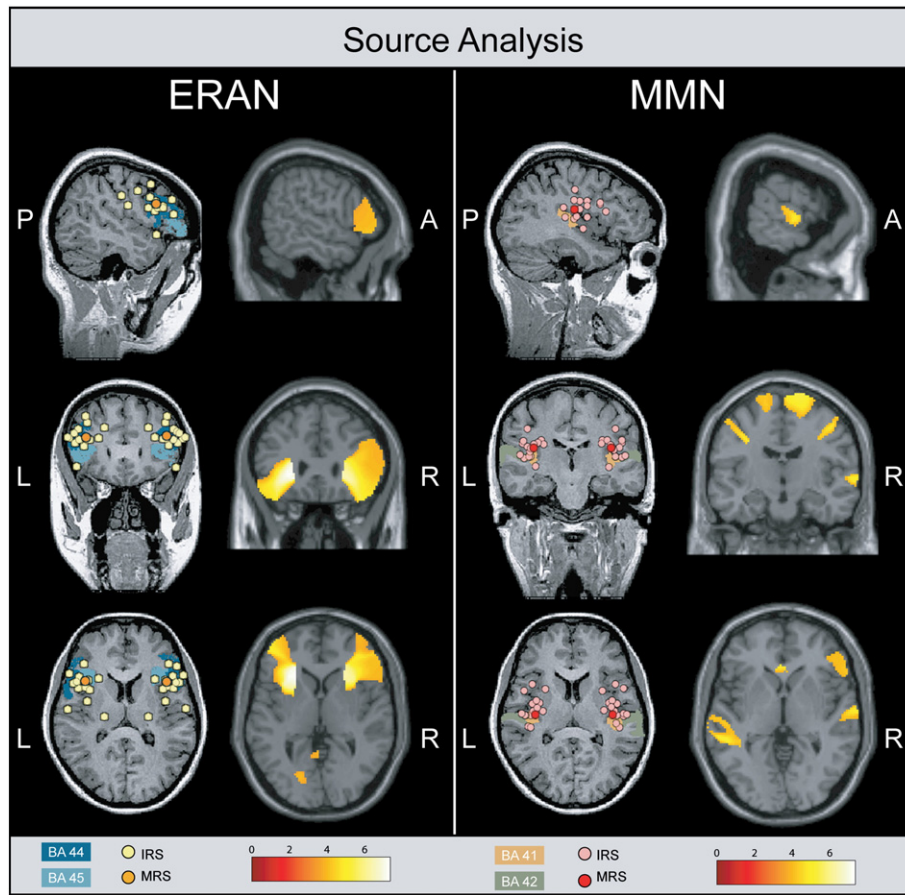 Source Analysis
ERAN
MMN
P
A
P
A
L
R
L
R
L
R
L
R
BA 44
IRS
BA 45
MRS
0 2 4 6
BA 41
IRS
BA 42
MRS
0 2 4 6